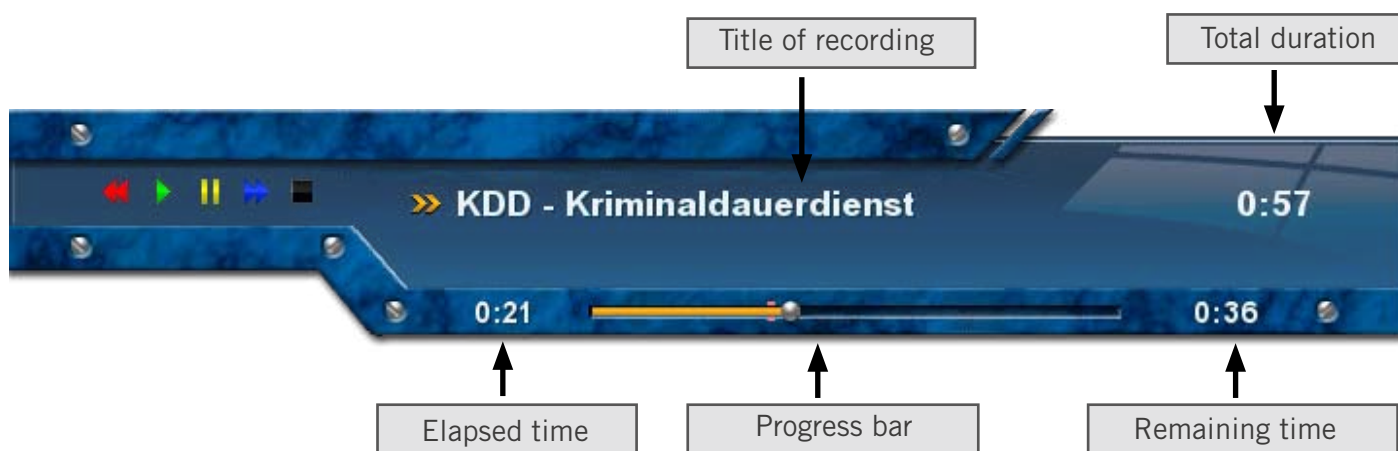 Title of recording
Total duration
KDD - Kriminaldauerdienst
0:57
0:21
0:36
Elapsed time
Progress bar
Remaining time